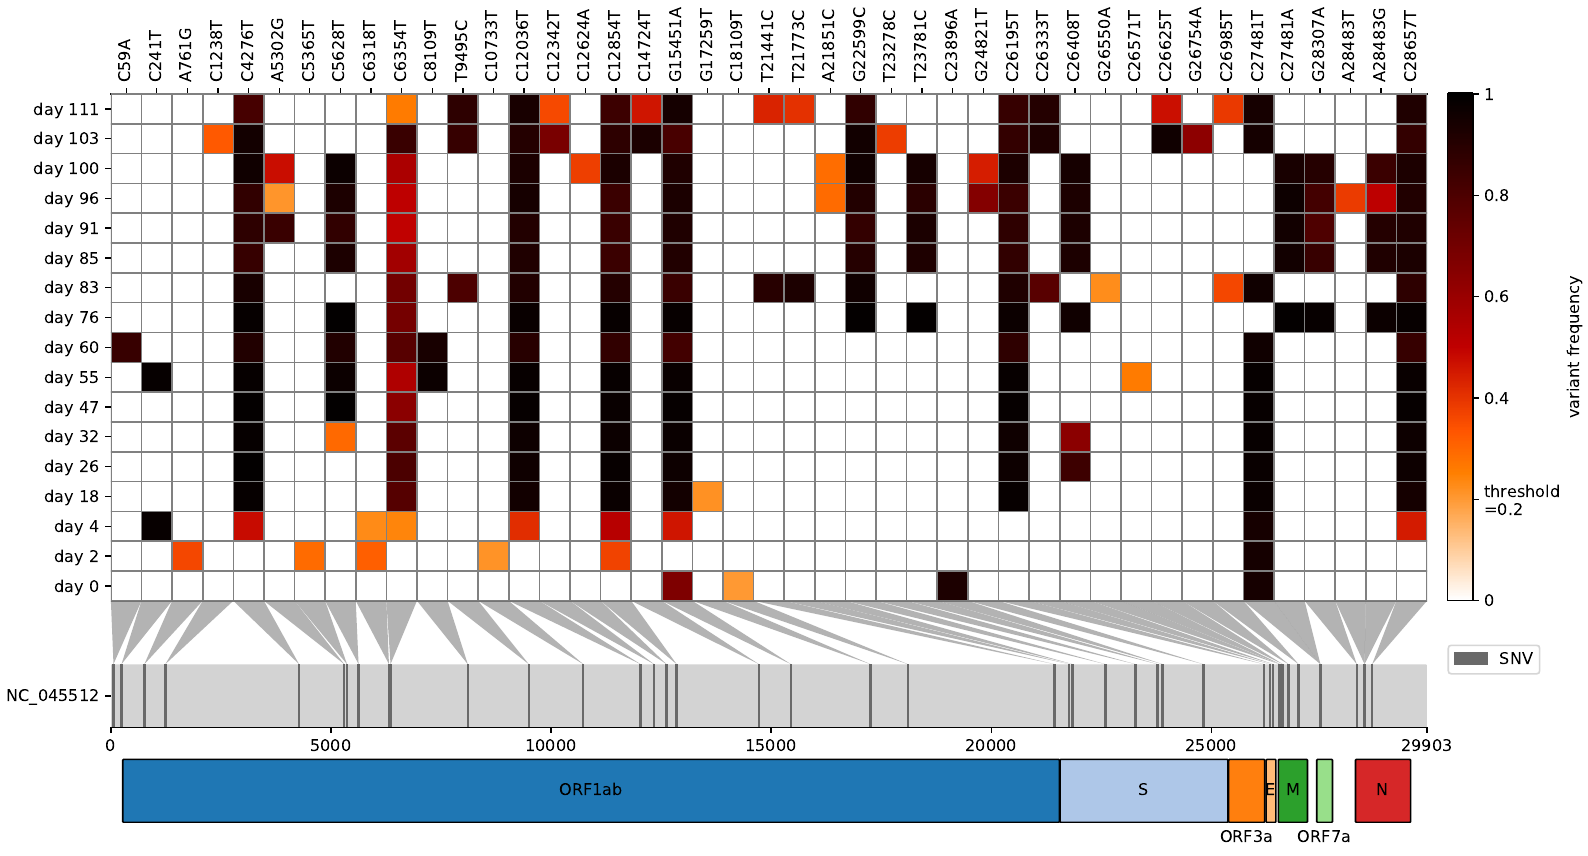 C59A
C241T
A761G
C1238T
C4276T
A5302G
C5365T
C5628T
C6318T
C6354T
C8109T
T9495C
C10733T
C12036T
C12342T
C12624A
C12854T
C14724T
G15451A
G17259T
C18109T
T21441C
T21773C
A21851C
G22599C
T23278C
T23781C
C23896A
G24821T
C26195T
C26333T
C26408T
G26550A
C26571T
C26625T
G26754A
C26985T
C27481T
C27481A
G28307A
A28483T
A28483G
C28657T
day 111
day 103
day 100
day 96
day 91
day 85
day 83
day 76
day 60
day 55
day 47
day 32
day 26
day 18
day 4
day 2
day 0
1
0.8
0.6
0.4
threshold
=0.2
0
variant frequency
SNV
NC_045512
0
5000
10000
15000
20000
25000
29903
ORF1ab
S
E
M
N
ORF3a
ORF7a